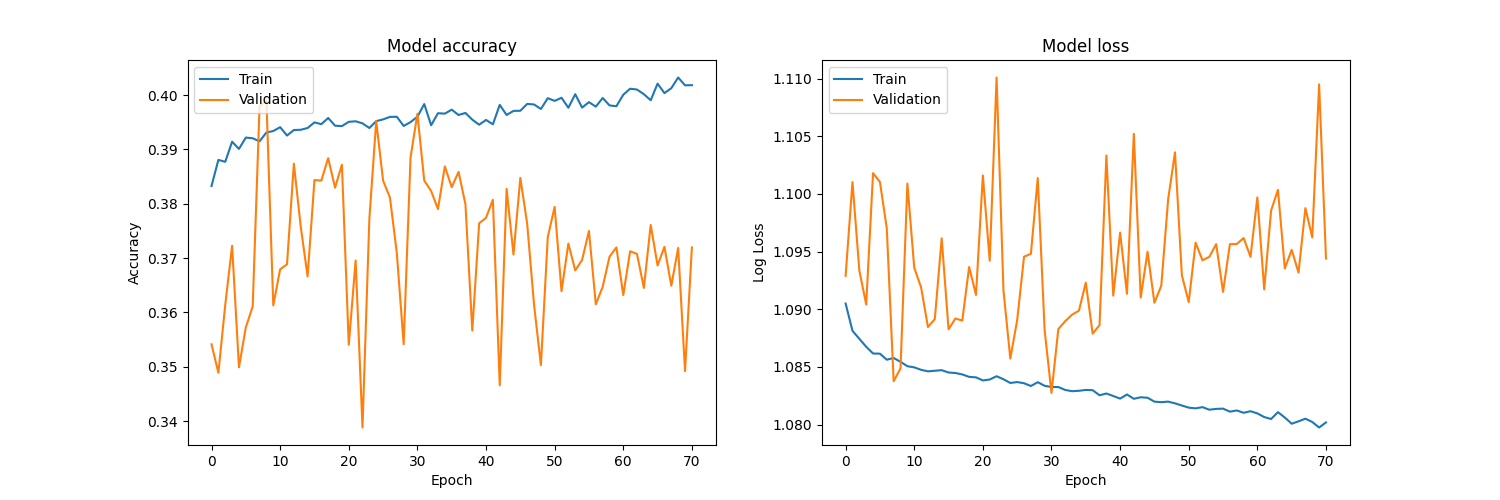 Model accuracy
Train
Validation
0.40
0.39
0.38
0.37
0.36
0.35
0.34
Accuracy
0 10 20 30 40 50 60 70
Epoch
Model loss
Train
Validation
1.110
1.105
1.100
1.095
1.090
1.085
1.080
Log Loss
0 10 20 30 40 50 60 70
Epoch